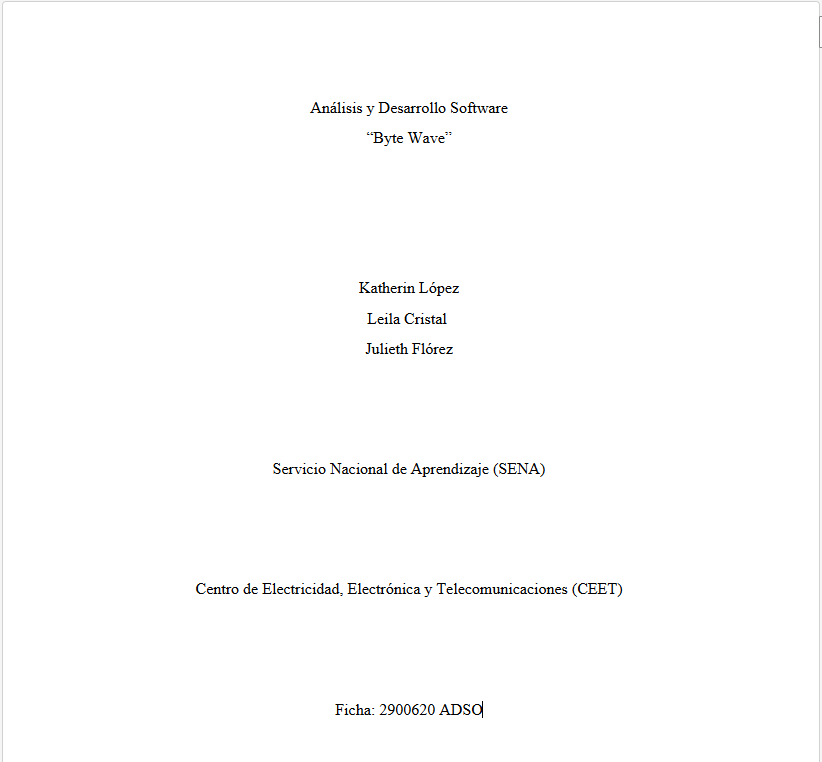 Análisis y Desarrollo Software
“Byte Wave”
Katherin López
Leila Cristal
Julieth Flórez
Servicio Nacional de Aprendizaje (SENA)
Centro de Electricidad, Electrónica y Telecomunicaciones (CEET)
Ficha: 2900620 ADSO